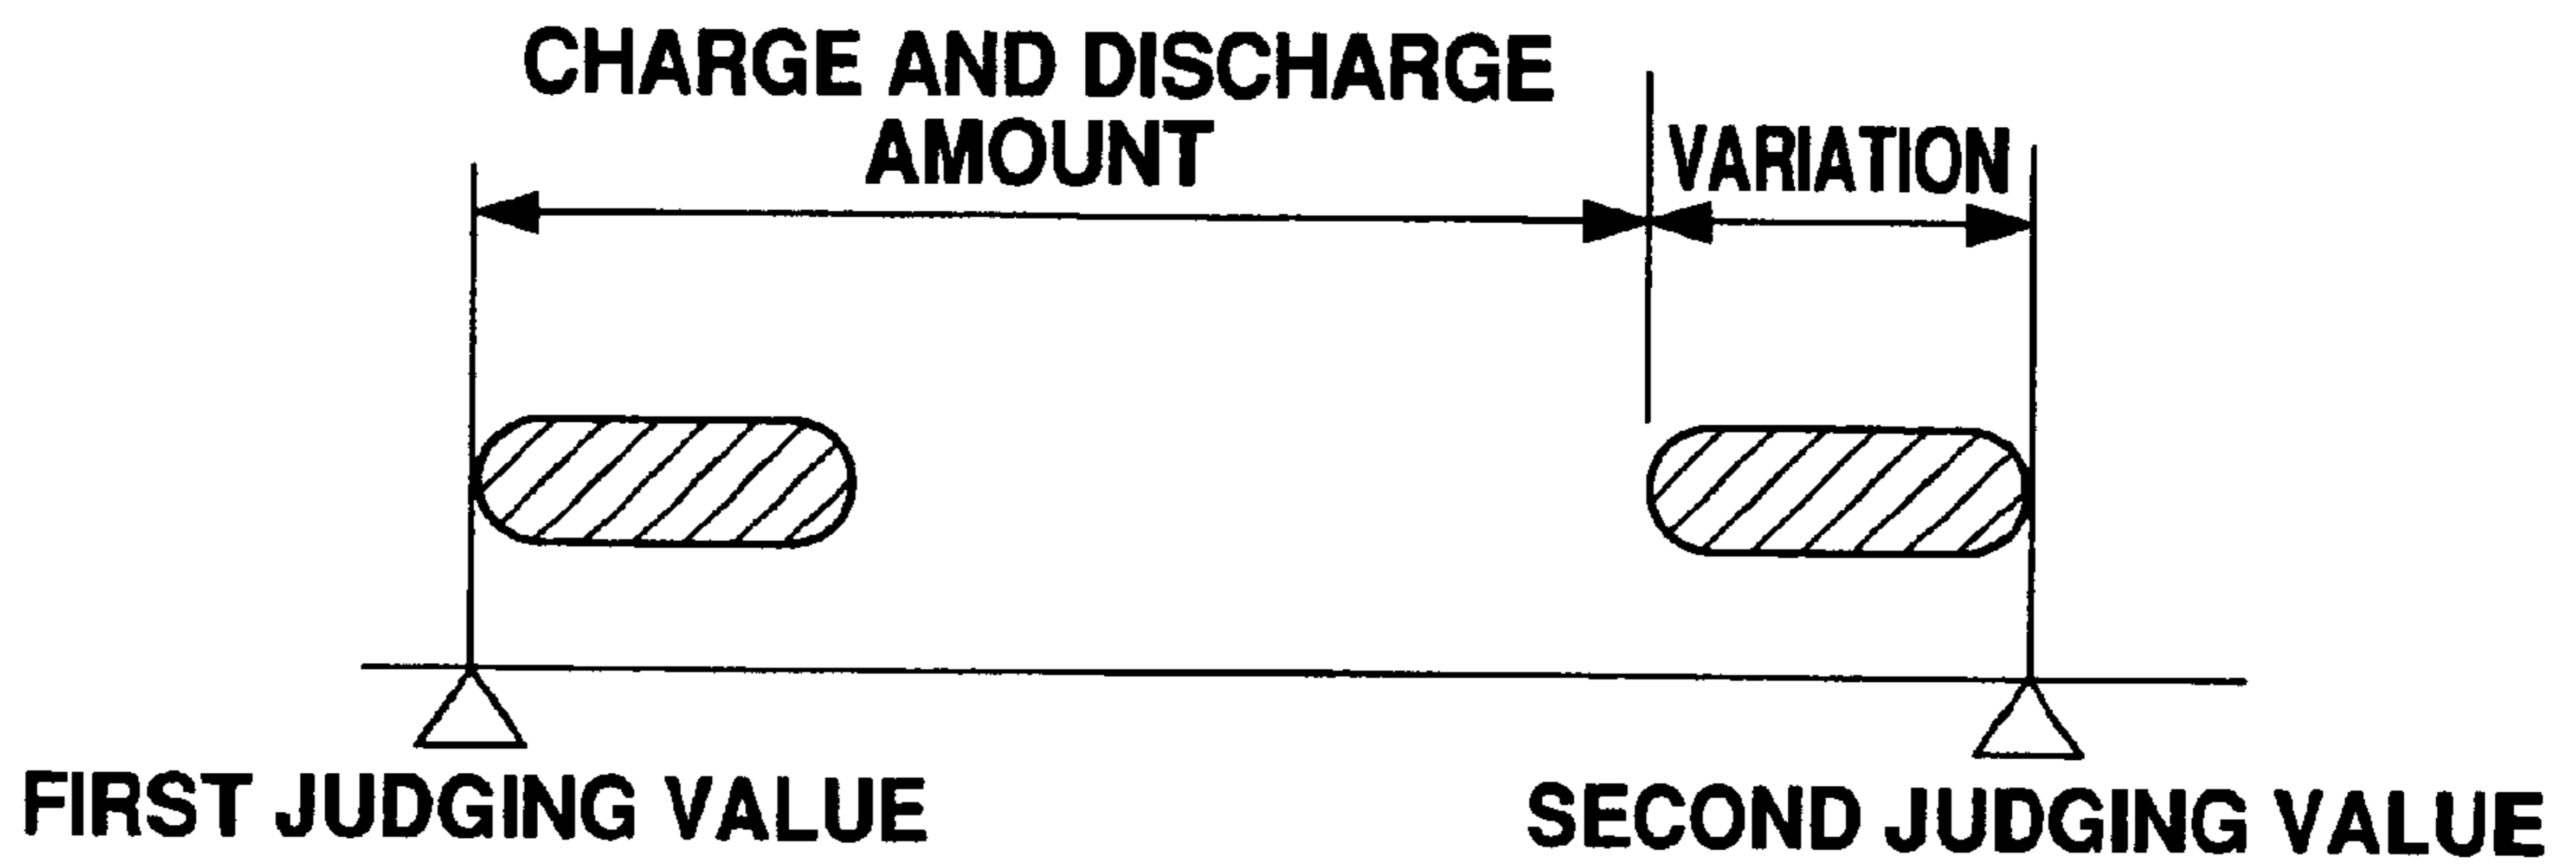 CHARGE AND DISCHARGE
AMOUNT
VARIATION
FIRST JUDGING VALUE
SECOND JUDGING VALUE